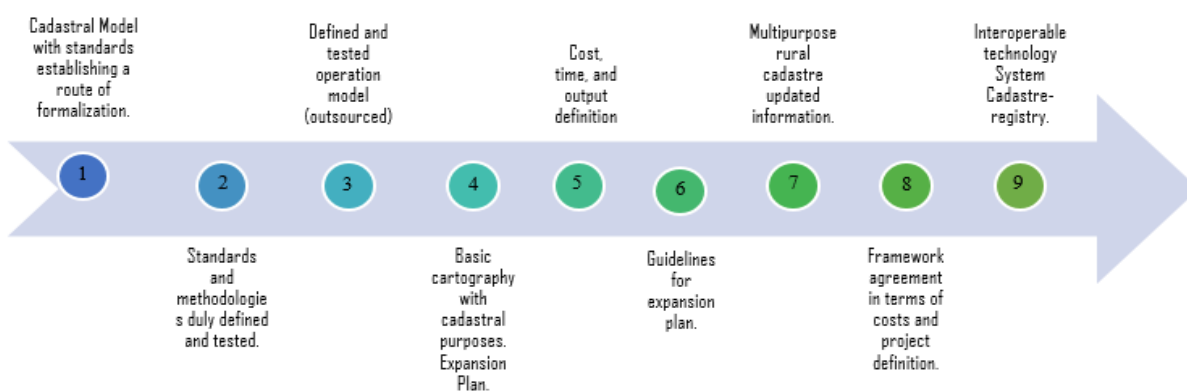 Cadastral Model
with standards
establishing a
route of
formalization.
1
Standards
and
methodologie
s duly defined
and tested.
2
Defined and
tested
operation
model
(outsourced)
3
Basic
cartography
with
cadastral
purposes.
Expansion
Plan.
4
Cost,
time, and
output
definition
5
Guidelines
for
expansion
plan.
6
Multipurpose
rural
cadastre
updated
information.
7
Framework
agreement
in terms of
costs and
project
definition.
8
Interoperable
technology
System
Cadastre-
registry.
9